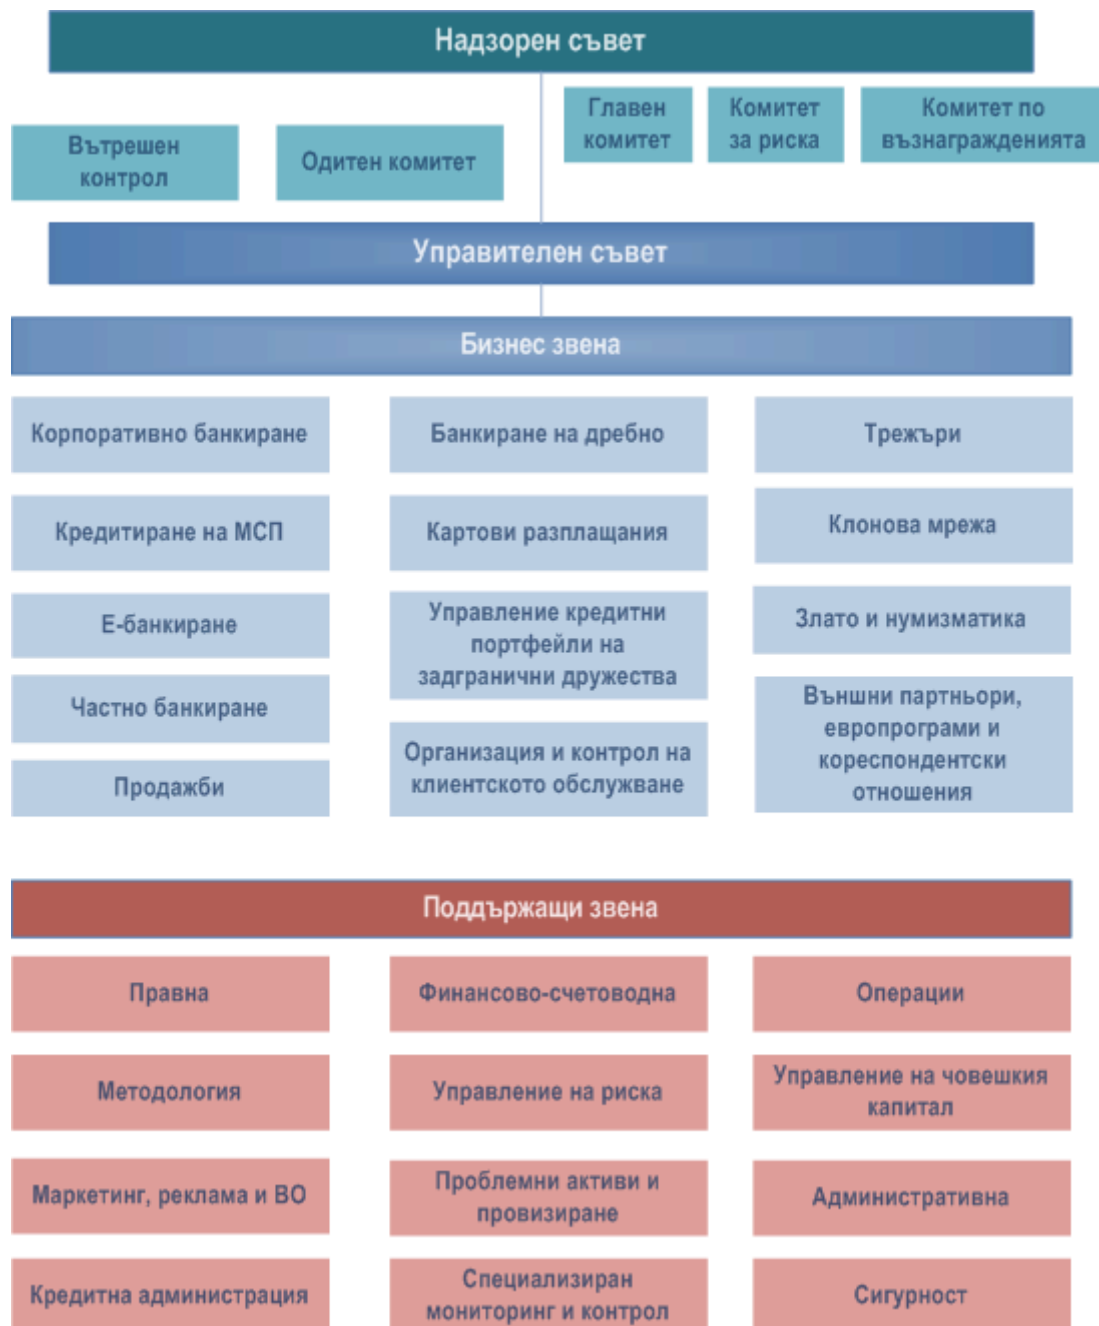 Надзорен съвет
Вътрешен
контрол
Одитен комитет
Главен
комитет
Комитет
за риска
Комитет по
възнагражденията
Управителен съвет
Бизнес звена
Корпоративно банкиране
Банкиране на дребно
Трежъри
Кредитиране на МСП
Картови разплащания
Клонова мрежа
Е-банкиране
Управление кредитни
портфейли на
задгранични дружества
Злато и нумизматика
Частно банкиране
Организация и контрол на
клиентското обслужване
Външни партньори,
европрограми и
кореспондентски
отношения
Продажби
Поддържащи звена
Правна
Финансово-счетоводна
Операции
Методология
Управление на риска
Управление на човешкия
капитал
Маркетинг, реклама и ВО
Проблемни активи и
провизиране
Административна
Кредитна администрация
Специализиран
мониторинг и контрол
Сигурност